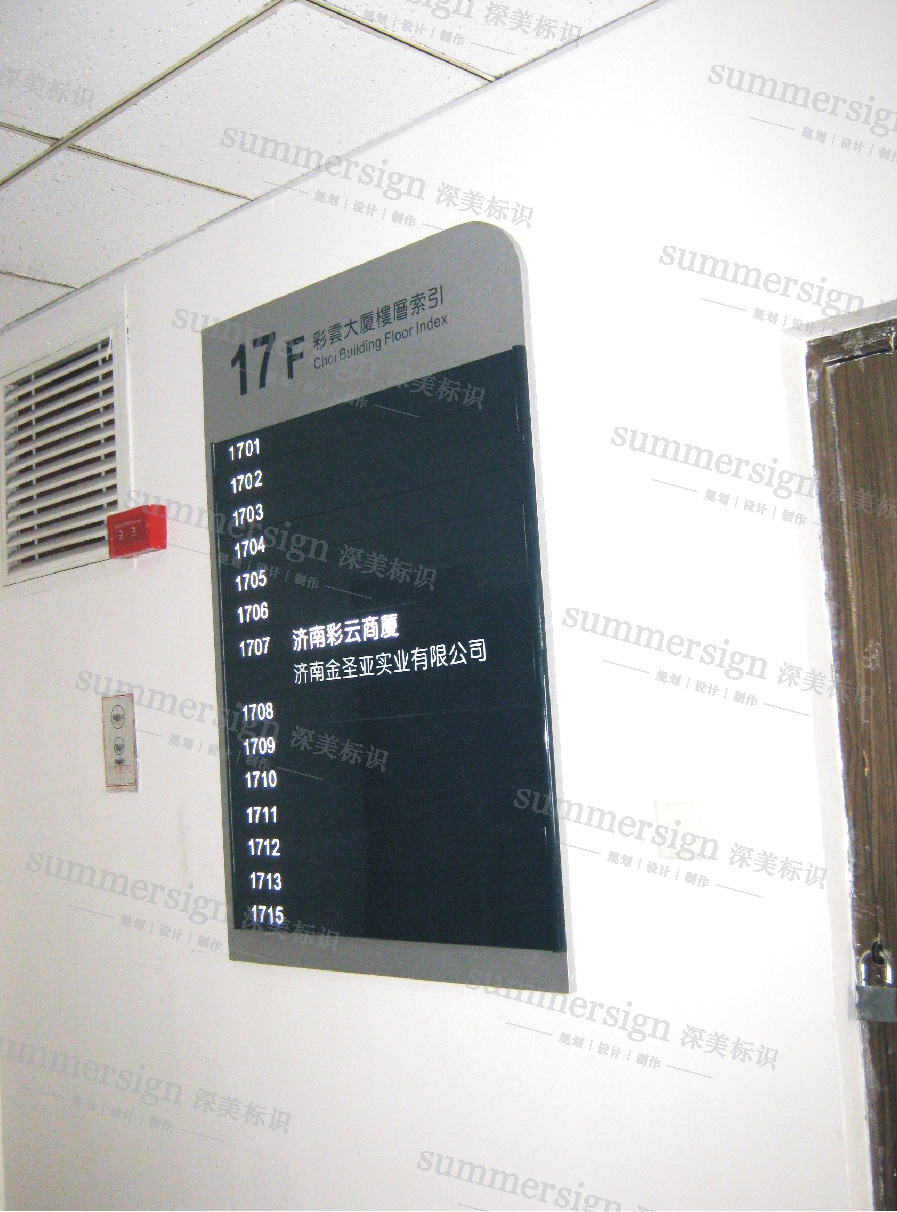 17F 彩雲大廈樓層索引
Choi Building Floor Index
1701
1702
1703
1704
1705
1706
1707 济南彩云商厦
济南金圣亚实业有限公司
1708
1709
1710
1711
1712
1713
1715
summersign 深美标识
规划 | 设计 | 制作